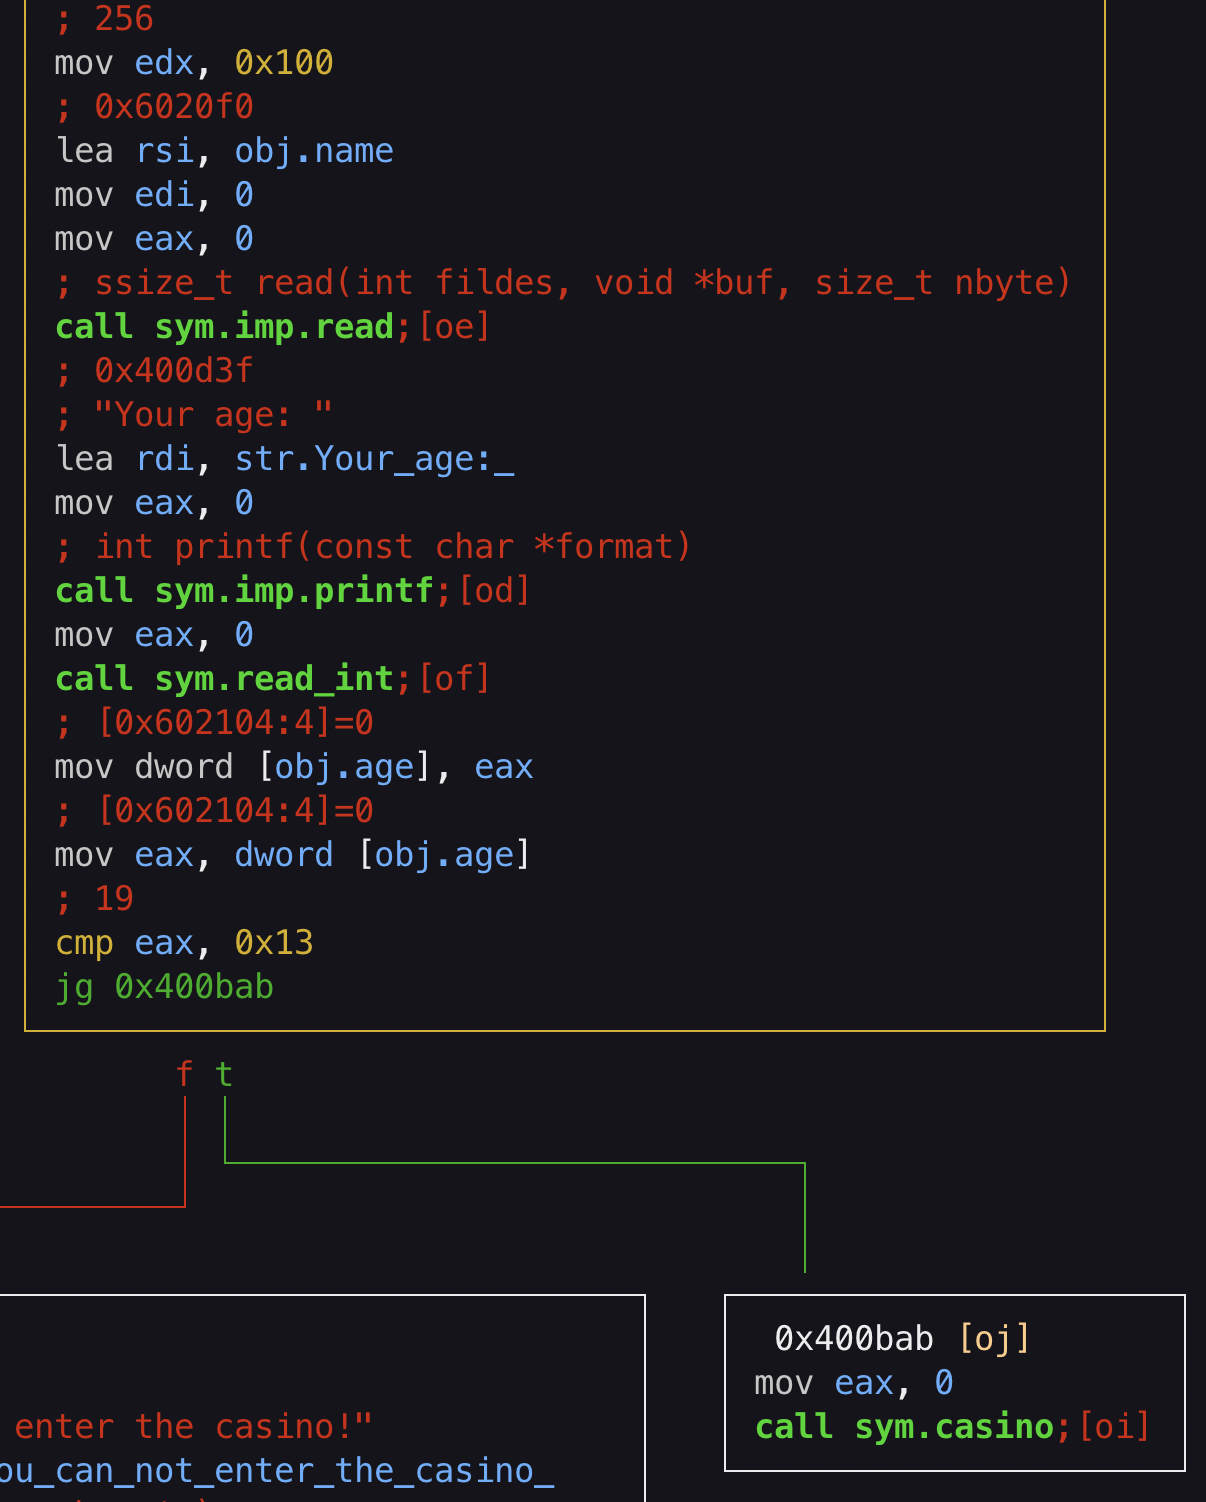 ; 256
mov edx, 0x100
; 0x6020f0
lea rsi, obj.name
mov edi, 0
mov eax, 0
; ssize_t read(int fildes, void *buf, size_t nbyte)
call sym.imp.read;[oe]
; 0x400d3f
; "Your age: "
lea rdi, str.Your_age:_
mov eax, 0
; int printf(const char *format)
call sym.imp.printf;[od]
mov eax, 0
call sym.read_int;[of]
; [0x602104:4]=0
mov dword [obj.age], eax
; [0x602104:4]=0
mov eax, dword [obj.age]
; 19
cmp eax, 0x13
jg 0x400bab
f t
enter the casino!"
ou_can_not_enter_the_casino_
0x400bab [oj]
mov eax, 0
call sym.casino;[oi]